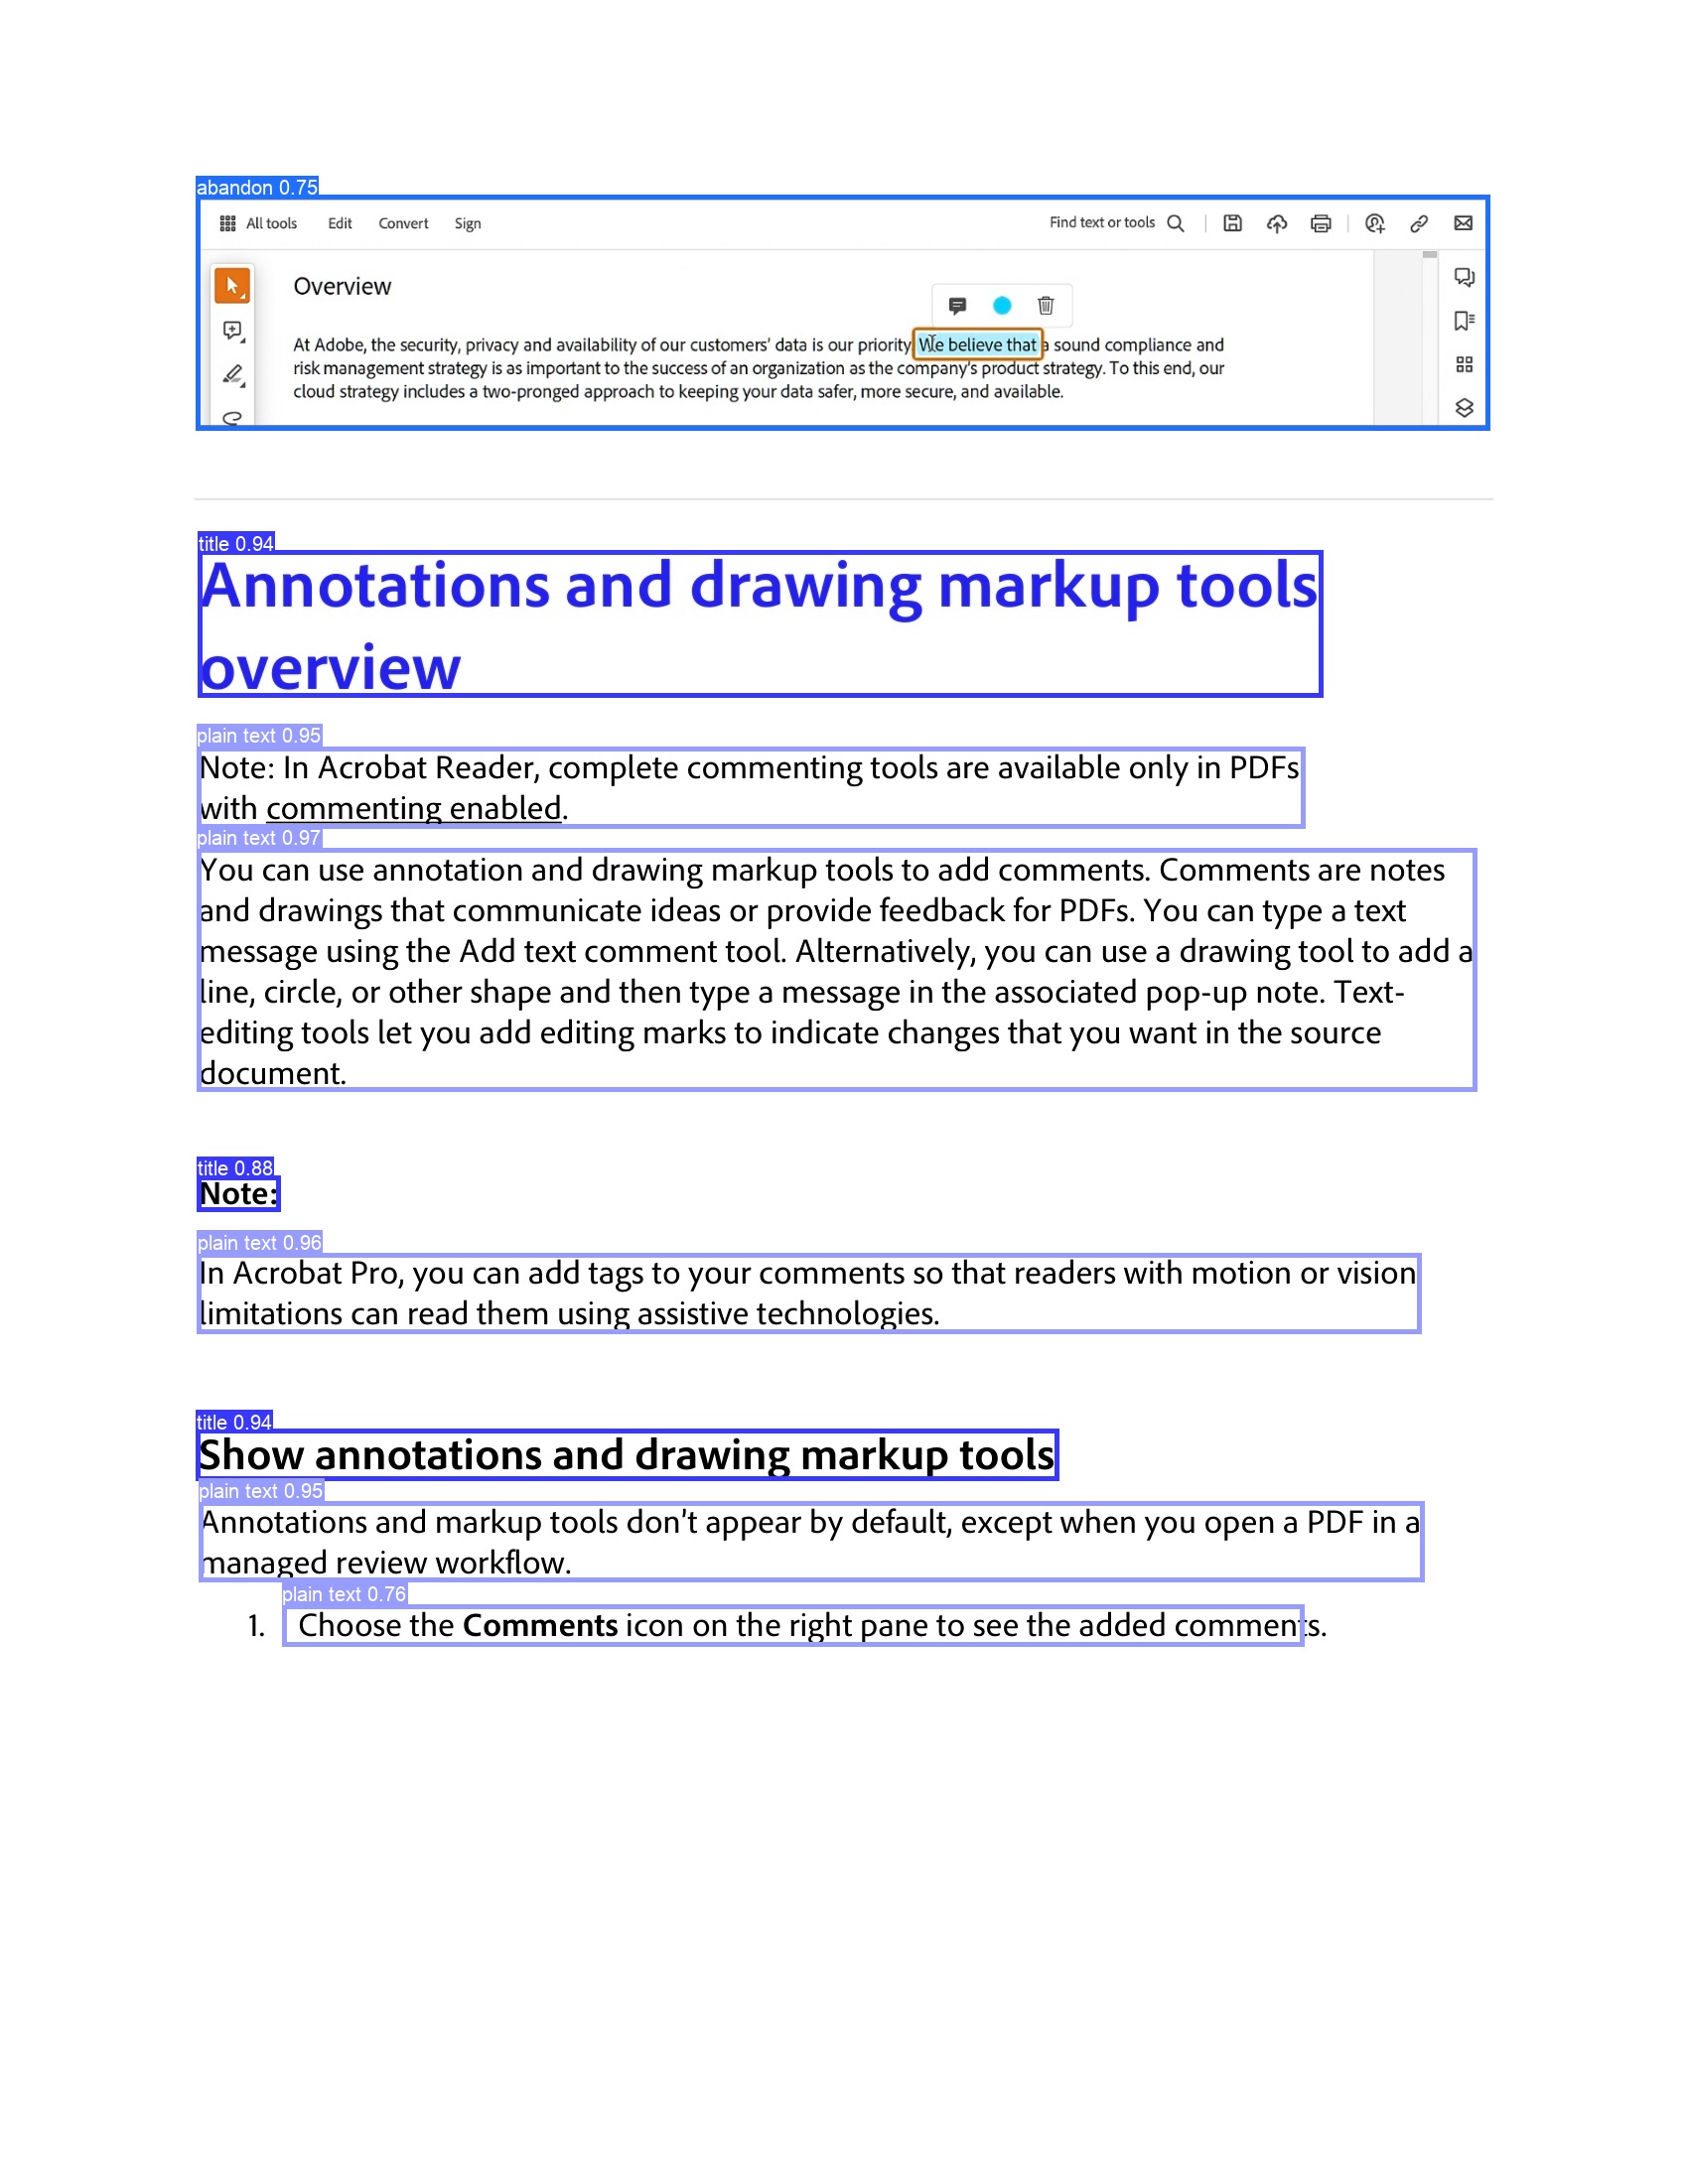 abandon 0.75
All tools Edit Convert Sign Find text or tools
Overview
At Adobe, the security, privacy and availability of our customers' data is our priority We believe that a sound compliance and
risk management strategy is as important to the success of an organization as the company's product strategy. To this end, our
cloud strategy includes a two-pronged approach to keeping your data safer, more secure, and available.
title 0.94
Annotations and drawing markup tools
overview
plain text 0.95
Note: In Acrobat Reader, complete commenting tools are available only in PDFs
with commenting enabled.
plain text 0.97
You can use annotation and drawing markup tools to add comments. Comments are notes
and drawings that communicate ideas or provide feedback for PDFs. You can type a text
message using the Add text comment tool. Alternatively, you can use a drawing tool to add a
line, circle, or other shape and then type a message in the associated pop-up note. Text-
editing tools let you add editing marks to indicate changes that you want in the source
document.
title 0.88
Note:
plain text 0.96
In Acrobat Pro, you can add tags to your comments so that readers with motion or vision
limitations can read them using assistive technologies.
title 0.94
Show annotations and drawing markup tools
plain text 0.95
Annotations and markup tools don't appear by default, except when you open a PDF in a
managed review workflow.
plain text 0.76
1. Choose the Comments icon on the right pane to see the added comments.